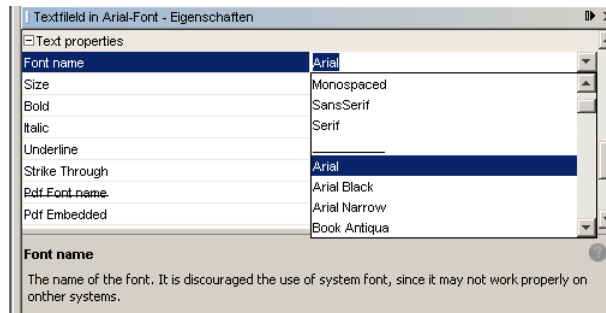 Textfileld in Arial-Font - Eigenschaften
Text properties
Font name Arial
Size Monospaced
Bold SansSerif
Italic Serif
Underline
Strike Through Arial
Pdf Font name Arial Black
Pdf Embedded Arial Narrow
Book Antiqua
Font name
The name of the font. It is discouraged the use of system font, since it may not work properly on
onther systems.